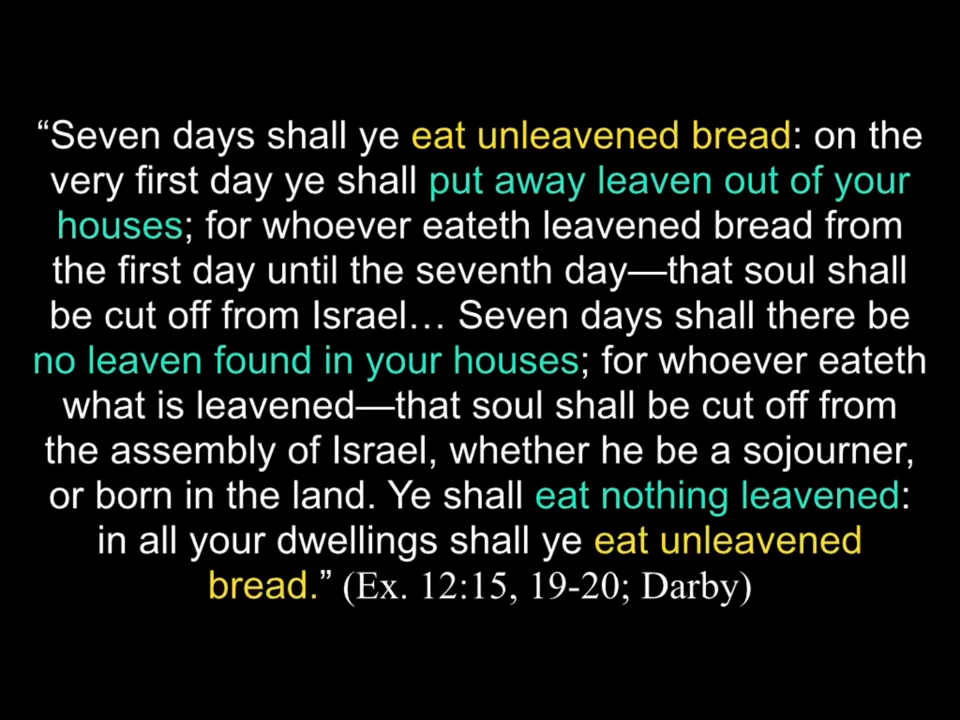 “Seven days shall ye eat unleavened bread: on the
very first day ye shall put away leaven out of your
houses; for whoever eateth leavened bread from
the first day until the seventh day—that soul shall
be cut off from Israel… Seven days shall there be
no leaven found in your houses; for whoever eateth
what is leavened—that soul shall be cut off from
the assembly of Israel, whether he be a sojourner,
or born in the land. Ye shall eat nothing leavened:
in all your dwellings shall ye eat unleavened
bread.” (Ex. 12:15, 19-20; Darby)